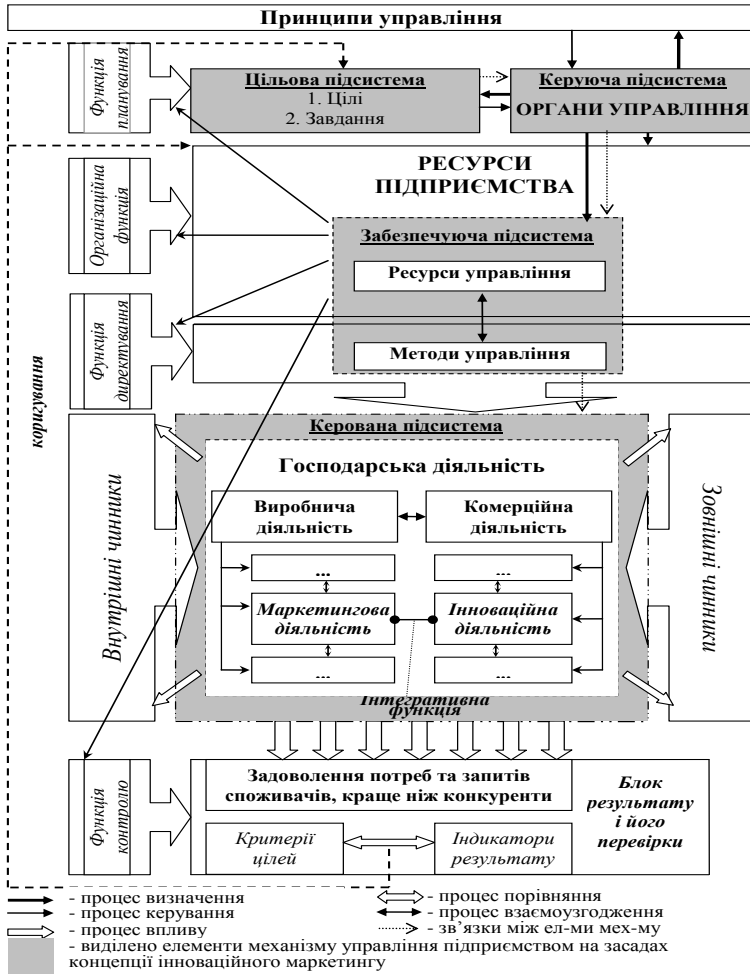 Принципи управління
Функція
планування
Цільова підсистема
1. Цілі
2. Завдання
Керуюча підсистема
ОРГАНИ УПРАВЛІННЯ
Організаційна
функція
РЕСУРСИ
ПІДПРИЄМСТВА
Забезпечуюча підсистема
Ресурси управління
Методи управління
Функція
директування
коригування
Внутрішні чинники
Керована підсистема
Господарська діяльність
Виробнича
діяльність
Комерційна
діяльність
...
...
Маркетингова
діяльність
Інноваційна
діяльність
...
...
Інтегративна
функція
Зовнішні чинники
Функція
контролю
Задоволення потреб та запитів
споживачів, краще ніж конкуренти
Критерії
цілей
Індикатори
результату
Блок
результату
і його
перевірки
- процес визначення
- процес керування
- процес впливу
- процес порівняння
- процес взаємоузгодження
- зв’язки між ел-ми мех-му
- виділено елементи механізму управління підприємством на засадах
концепції інноваційного маркетингу